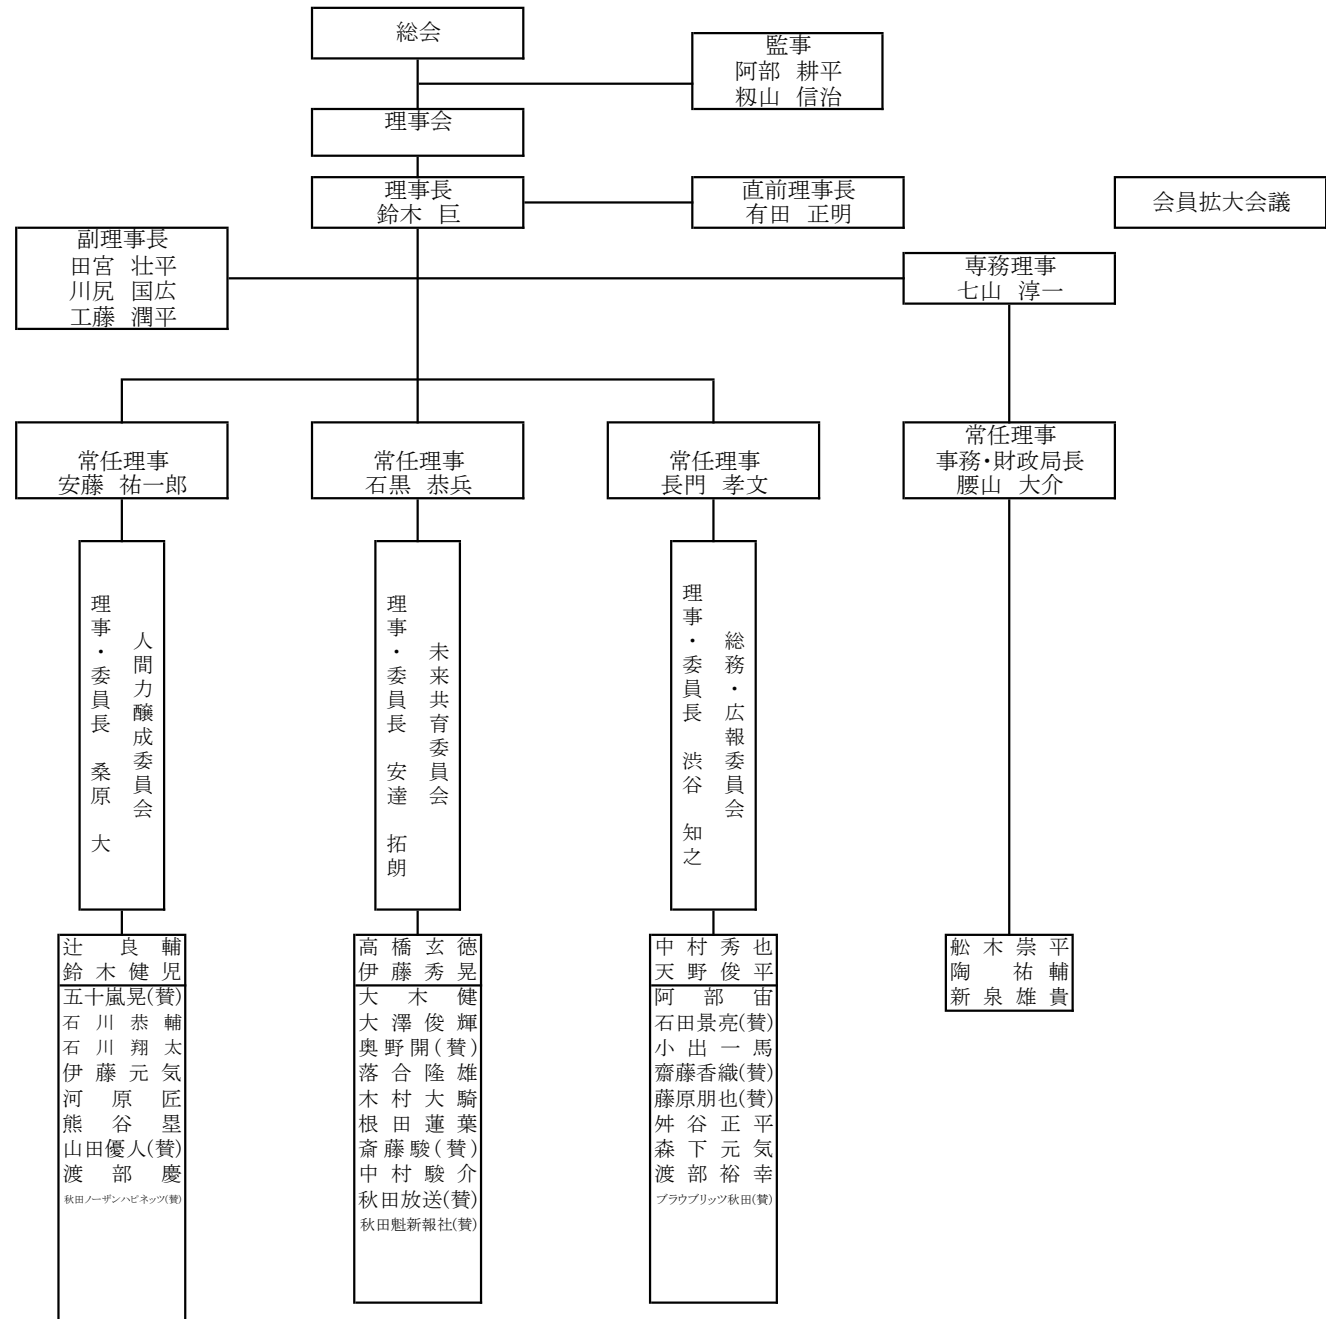 総会
監事
阿部 耕平
籾山 信治
理事会
理事長
鈴木 巨
直前理事長
有田 正明
会員拡大会議
副理事長
田宮 壮平
川尻 国広
工藤 潤平
専務理事
七山 淳一
常任理事
安藤 祐一郎
常任理事
石黒 恭兵
常任理事
長門 孝文
常任理事
事務・財政局長
腰山 大介
人間力醸成委員会
理事・委員長 桑原 大
未来共育委員会
理事・委員長 安達 拓朗
総務・広報委員会
理事・委員長 渋谷 知之
辻良輔
鈴木健児
五十嵐晃(賛)
石川恭輔
石川翔太
伊藤元気
河原匠
熊谷塁
山田優人(賛)
渡部慶
秋田ノーザンハピネッツ(賛)
高橋玄徳
伊藤秀晃
大木健
大澤俊輝
奥野開(賛)
落合隆雄
木村大騎
根田蓮葉
斎藤駿(賛)
中村駿介
秋田放送(賛)
秋田魁新報社(賛)
中村秀也
天野俊平
阿部宙
石田景亮(賛)
小出一馬
齋藤香織(賛)
藤原朋也(賛)
舛谷正平
森下元気
渡部裕幸
ブラウブリッツ秋田(賛)
舩木崇平
陶祐輔
新泉雄貴